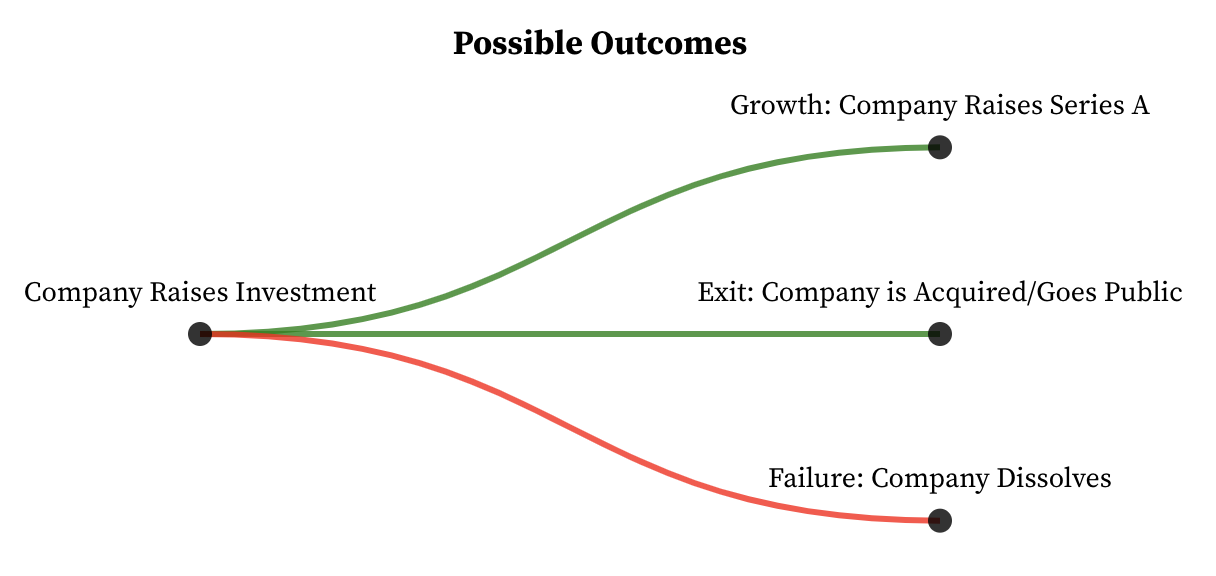 Possible Outcomes
Growth: Company Raises Series A
Company Raises Investment
Exit: Company is Acquired/Goes Public
Failure: Company Dissolves